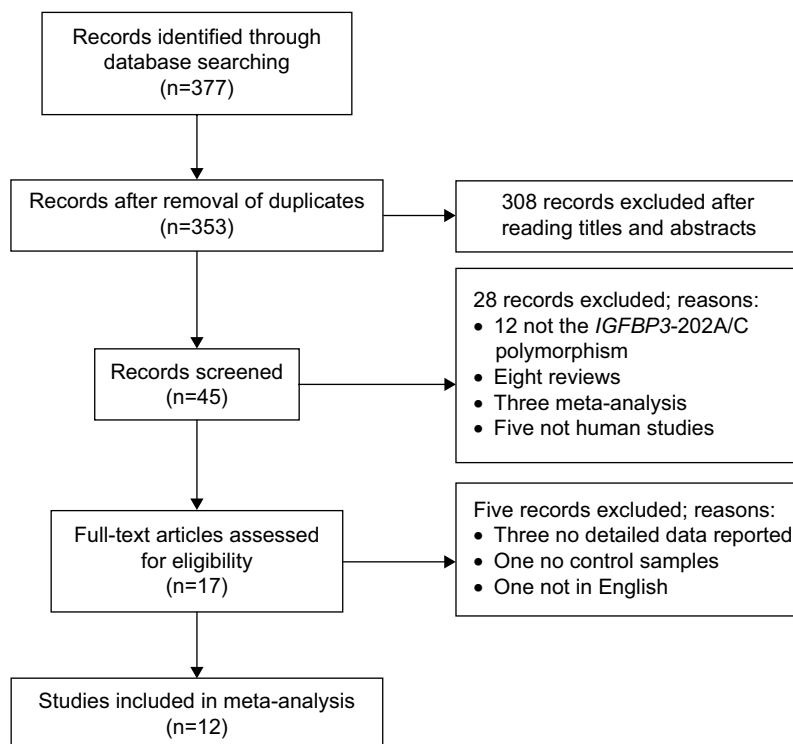 Records identified through
database searching
(n=377)
Records after removal of duplicates
(n=353)
308 records excluded after
reading titles and abstracts
28 records excluded; reasons:
• 12 not the IGFBP3-202A/C
polymorphism
• Eight reviews
• Three meta-analysis
• Five not human studies
Records screened
(n=45)
Full-text articles assessed
for eligibility
(n=17)
Five records excluded; reasons:
• Three no detailed data reported
• One no control samples
• One not in English
Studies included in meta-analysis
(n=12)